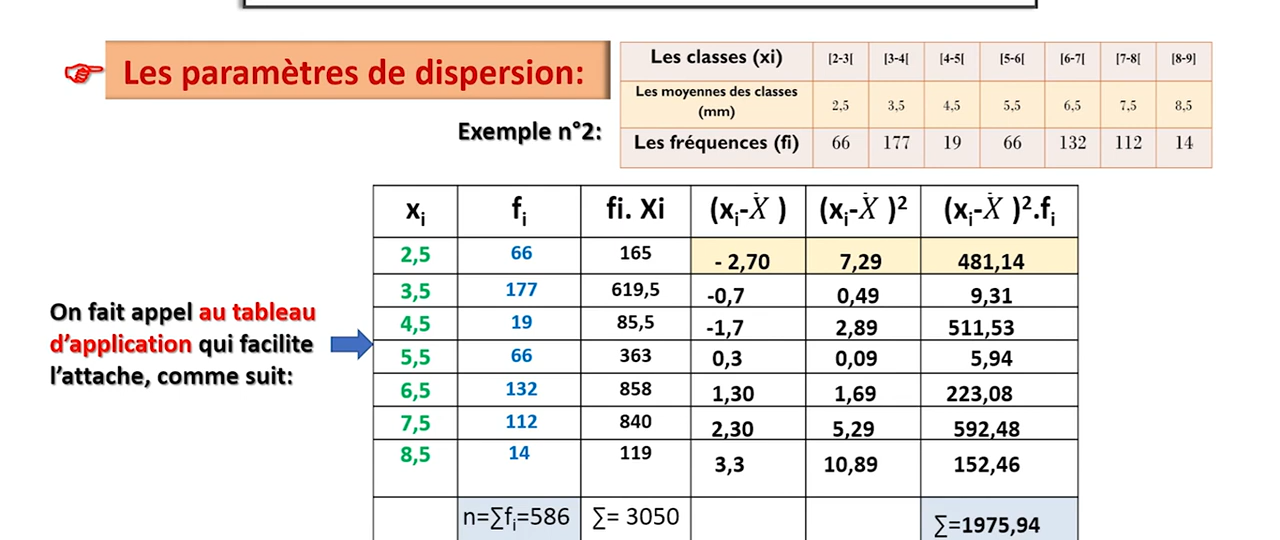 Les paramètres de dispersion:
Exemple n°2:
Les classes (xi) [2-3[ [3-4[ [4-5[ [5-6[ [6-7[ [7-8[ [8-9]
Les moyennes des classes
(mm) 2,5 3,5 4,5 5,5 6,5 7,5 8,5
Les fréquences (fi) 66 177 19 66 132 112 14
On fait appel au tableau
d’application qui facilite
l’attache, comme suit:
xi fi fi. Xi (xi-Ẋ ) (xi-Ẋ )² (xi-Ẋ )².fi
2,5 66 165 - 2,70 7,29 481,14
3,5 177 619,5 -0,7 0,49 9,31
4,5 19 85,5 -1,7 2,89 511,53
5,5 66 363 0,3 0,09 5,94
6,5 132 858 1,30 1,69 223,08
7,5 112 840 2,30 5,29 592,48
8,5 14 119 3,3 10,89 152,46
n=∑fi=586 ∑= 3050 ∑=1975,94